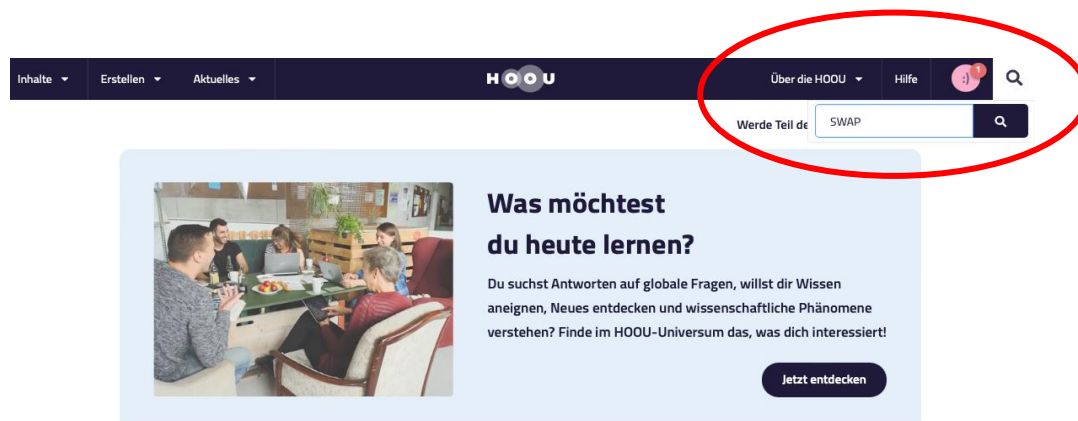 Inhalte Erstellen Aktuelles HOOU Über die HOOU Hilfe :) 1
Werde Teil de
SWAP
Was möchtest
du heute lernen?
Du suchst Antworten auf globale Fragen, willst dir Wissen
aneignen, Neues entdecken und wissenschaftliche Phänomene
verstehen? Finde im HOOU-Universum das, was dich interessiert!
Jetzt entdecken